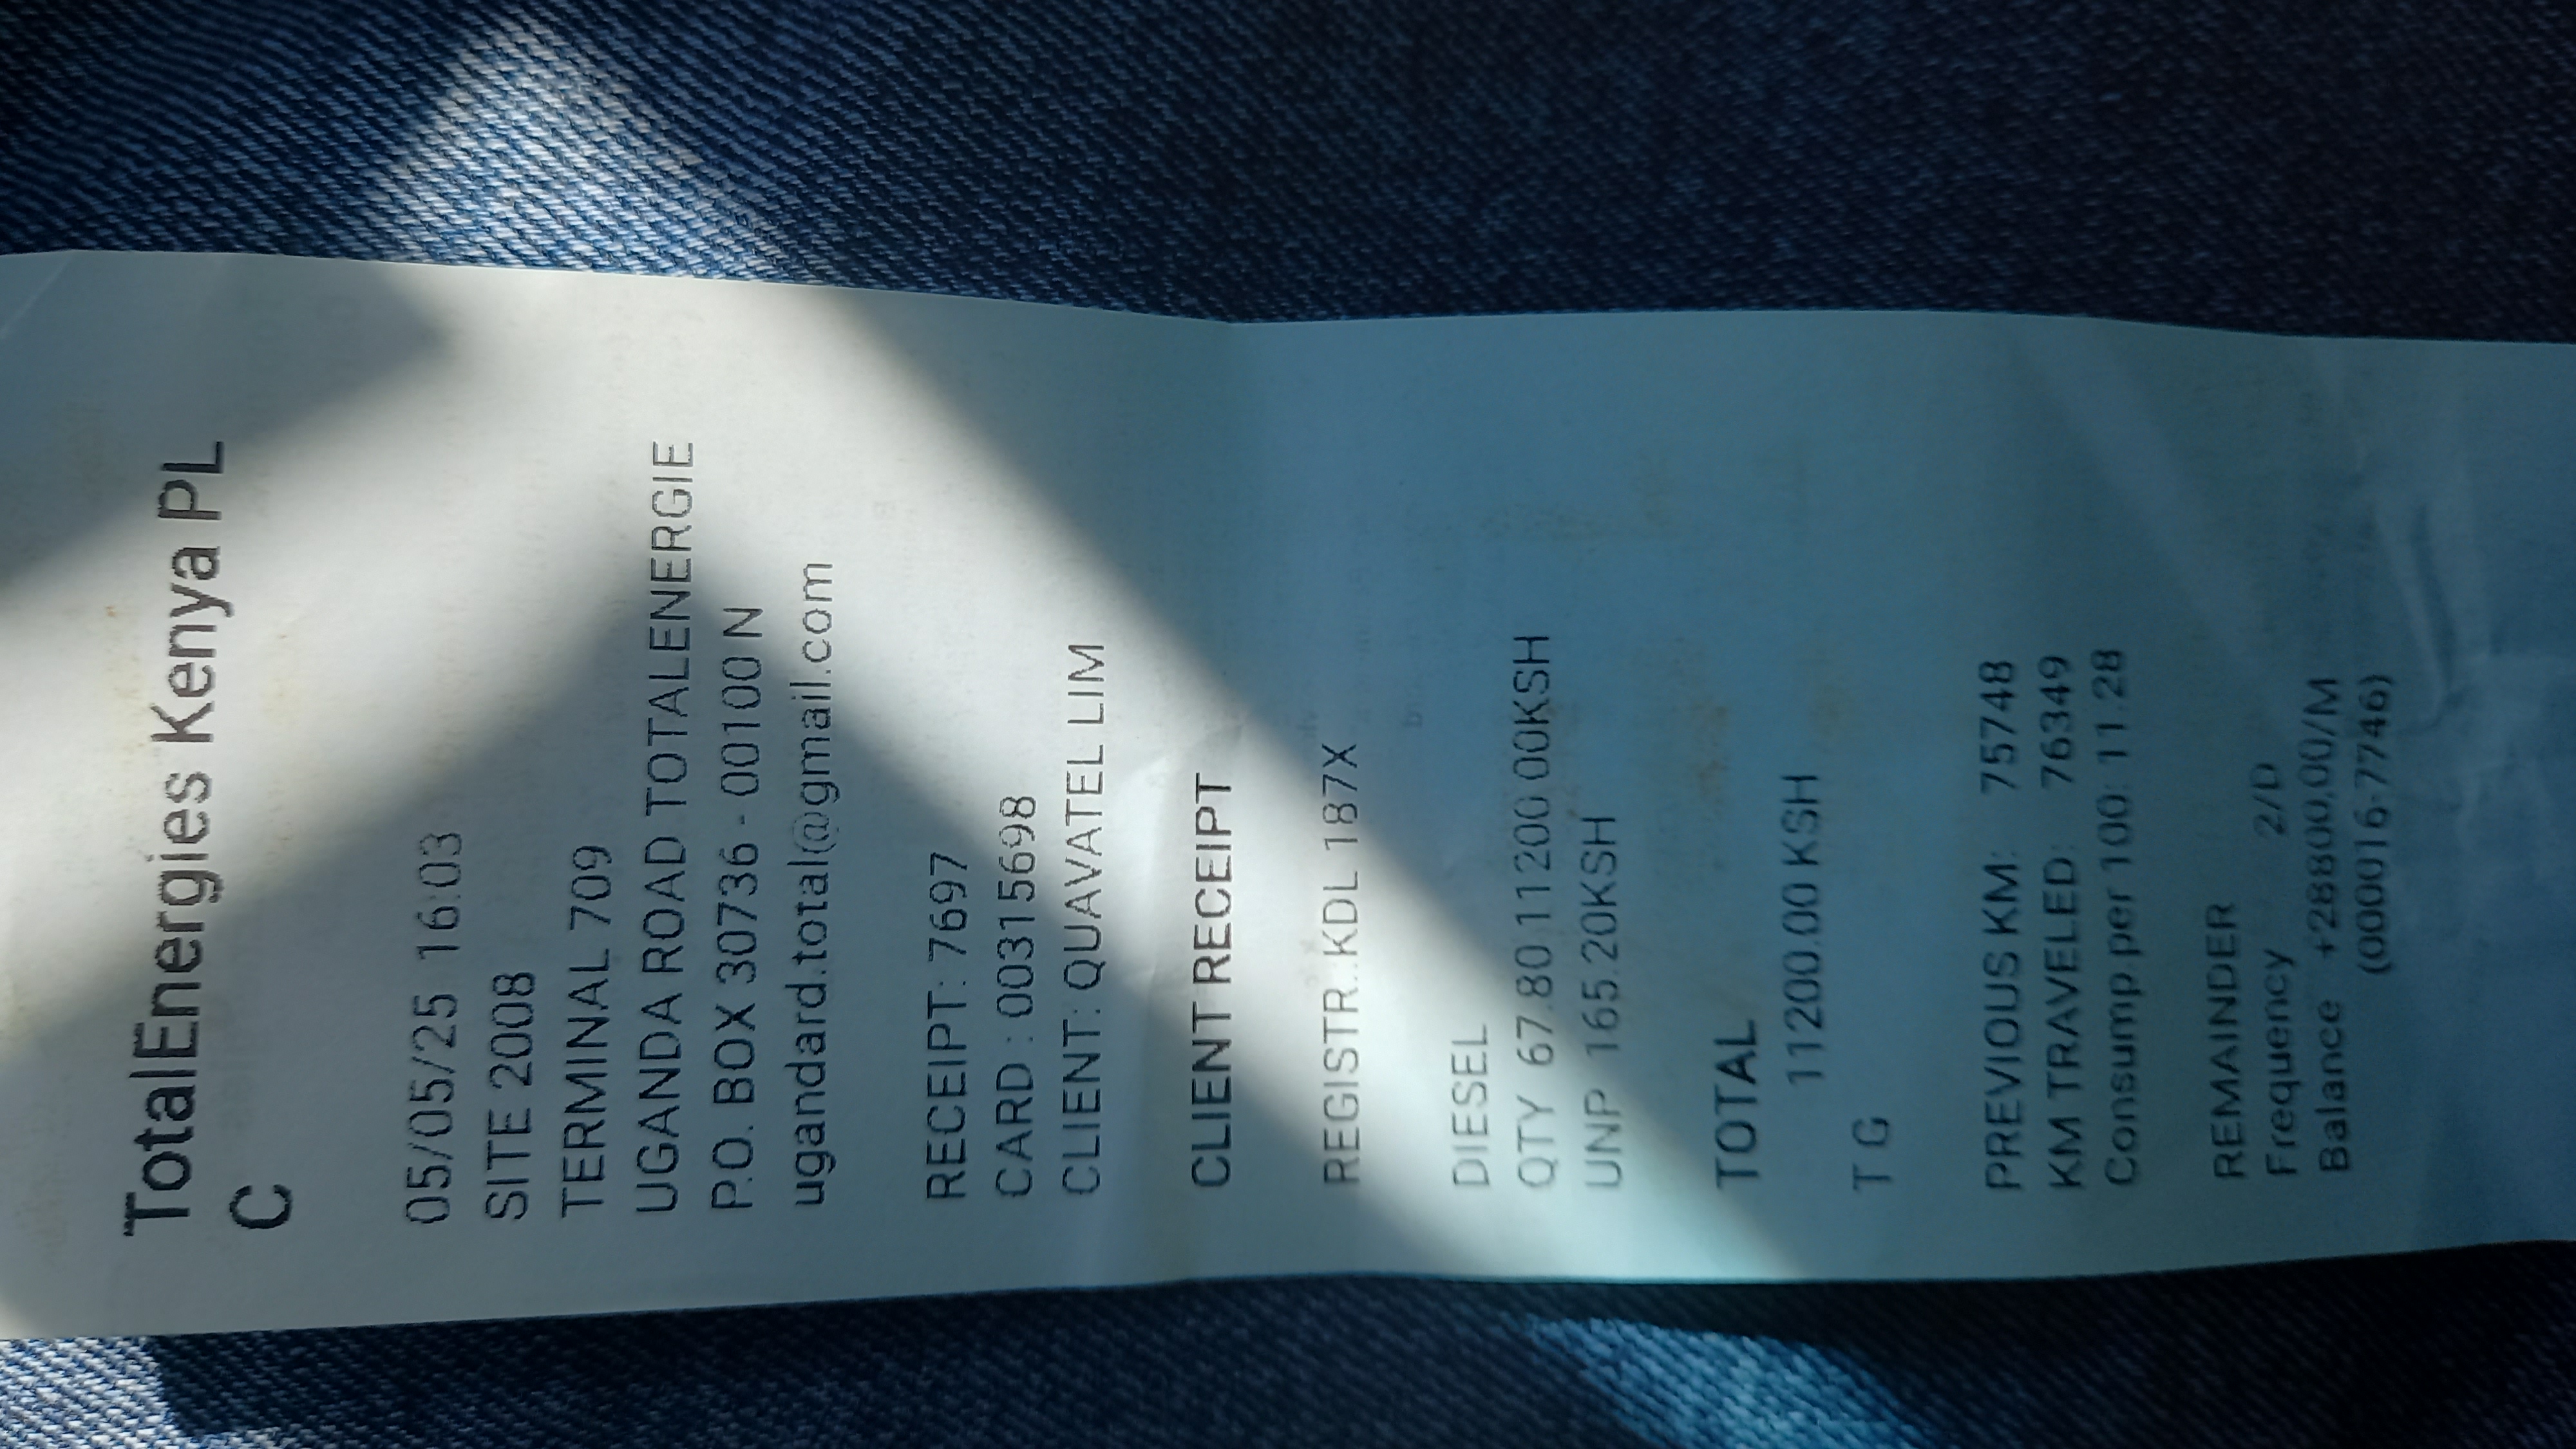 TotalEnergies Kenya PL
C
05/05/25 16:03
SITE 2008
TERMINAL 709
UGANDA ROAD TOTALENERGIE
P.O. BOX 30736 - 00100 N
ugandard.total@gmail.com
RECEIPT: 7697
CARD : 00315698
CLIENT: QUAVATEL LIM
CLIENT RECEIPT
REGISTR.:KDL 187X
DIESEL
QTY 67.80 11200.00KSH
UNP 165.20KSH
TOTAL
11200.00 KSH
T G
PREVIOUS KM: 75748
KM TRAVELED: 76349
Consump per 100: 11.28
REMAINDER
Frequency 2/D
Balance +28800.00/M
(000016-7746)